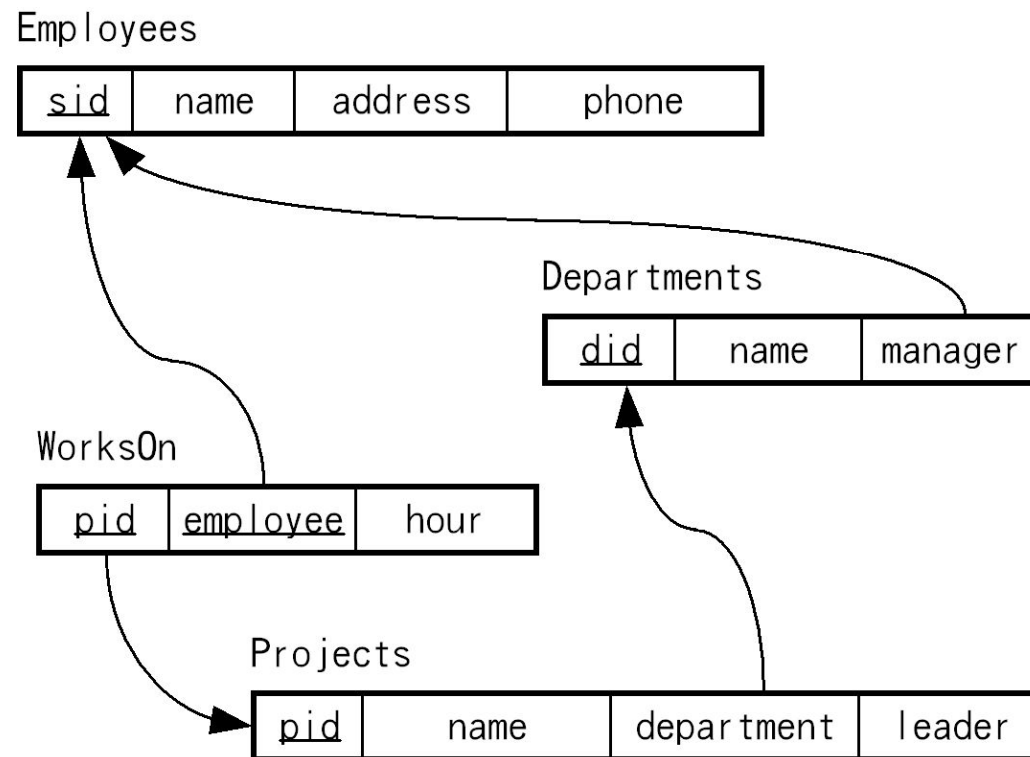 Employees
sid name address phone
Departments
did name manager
WorksOn
pid employee hour
Projects
pid name department leader